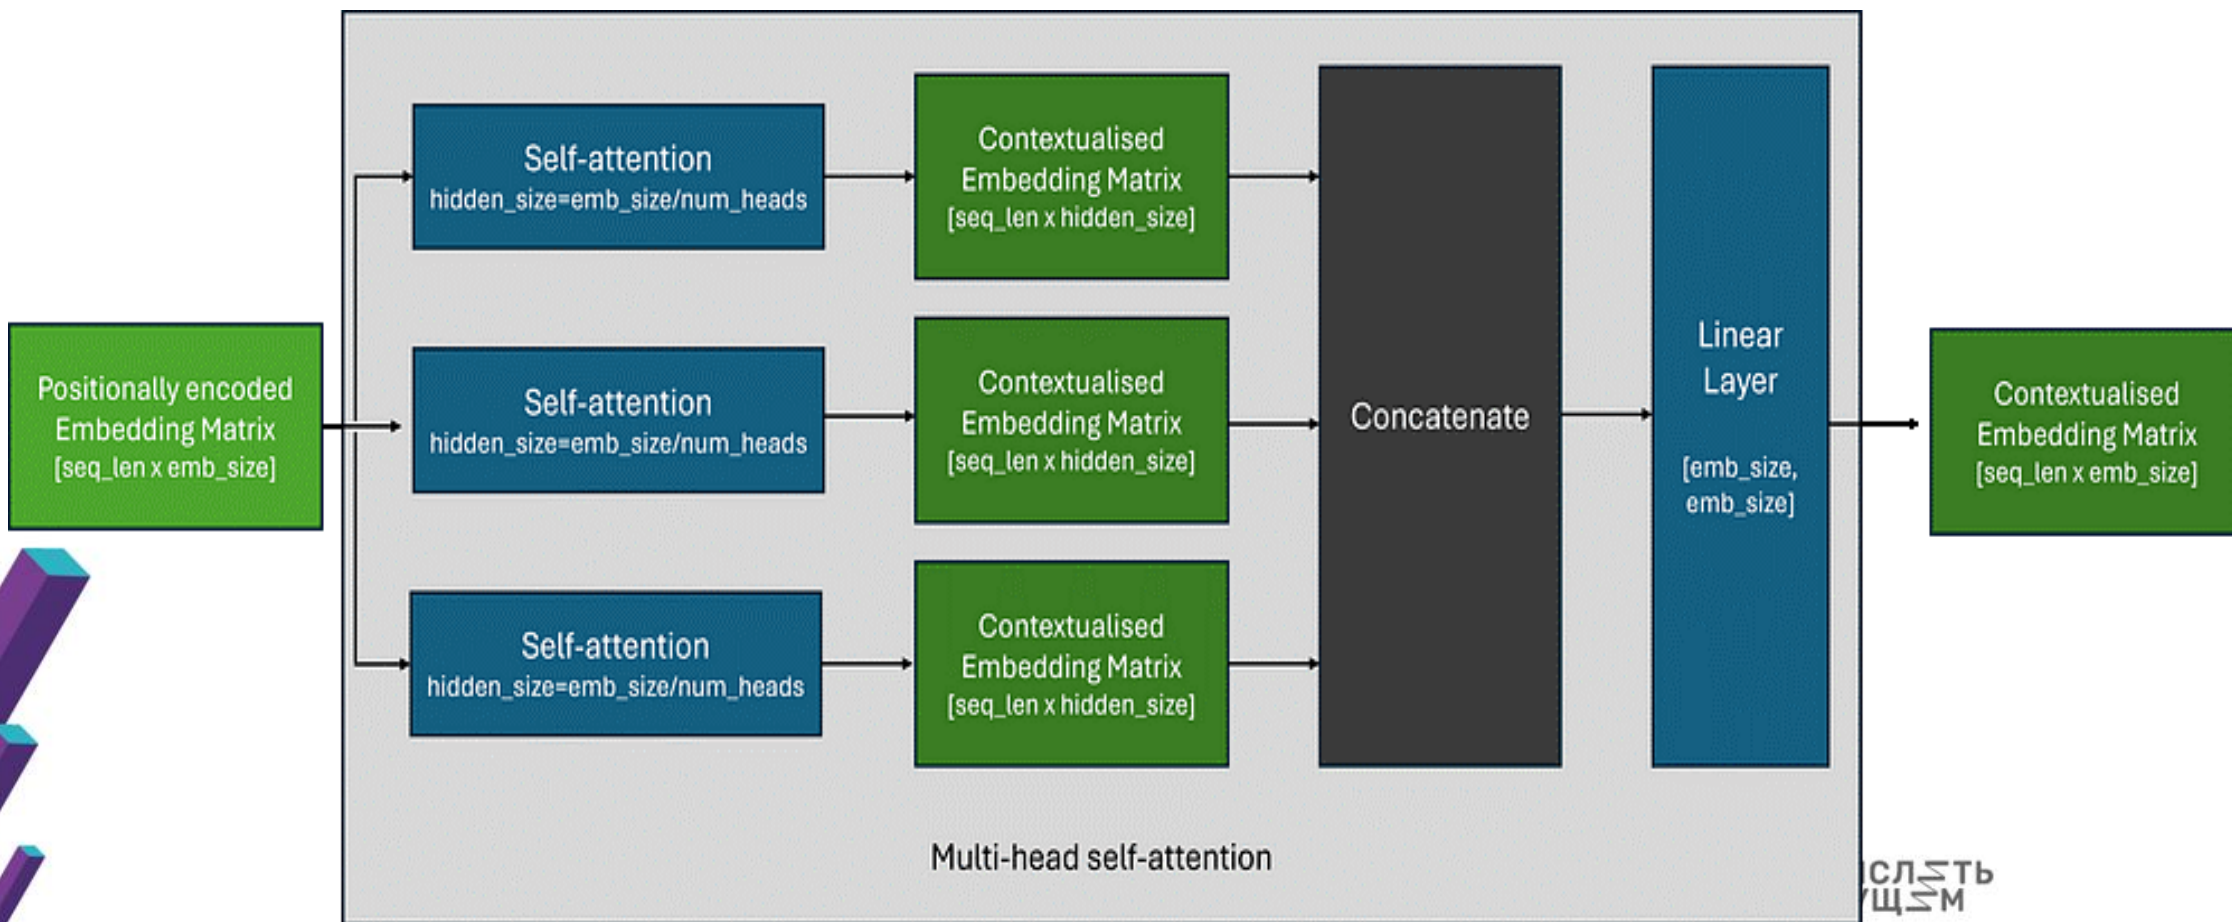 Positionally encoded
Embedding Matrix
[seq_len x emb_size]
Self-attention
hidden_size=emb_size/num_heads
Contextualised
Embedding Matrix
[seq_len x hidden_size]
Self-attention
hidden_size=emb_size/num_heads
Contextualised
Embedding Matrix
[seq_len x hidden_size]
Self-attention
hidden_size=emb_size/num_heads
Contextualised
Embedding Matrix
[seq_len x hidden_size]
Concatenate
Linear
Layer
[emb_size,
emb_size]
Contextualised
Embedding Matrix
[seq_len x emb_size]
Multi-head self-attention